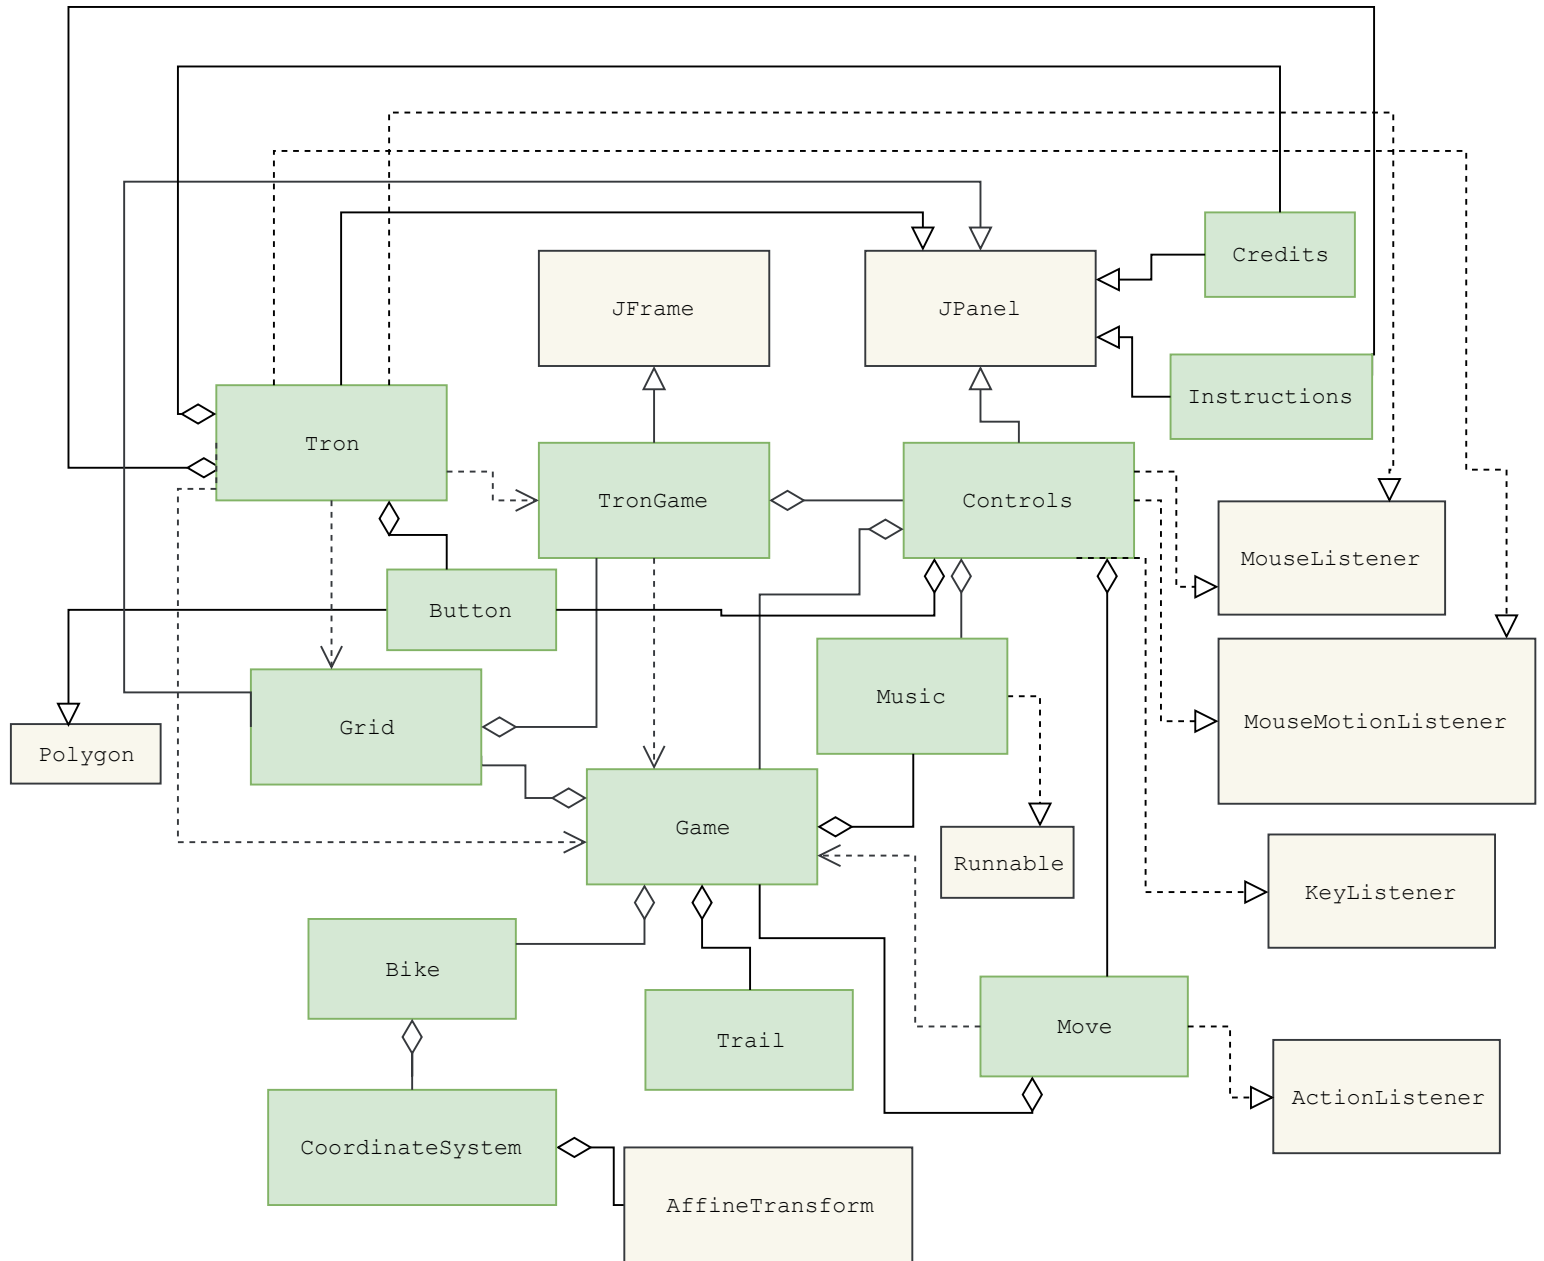 Credits
JFrame
JPanel
Instructions
Tron
TronGame
Controls
MouseListener
Button
Music
MouseMotionListener
Grid
Polygon
Game
Runnable
KeyListener
Bike
Trail
Move
ActionListener
CoordinateSystem
AffineTransform